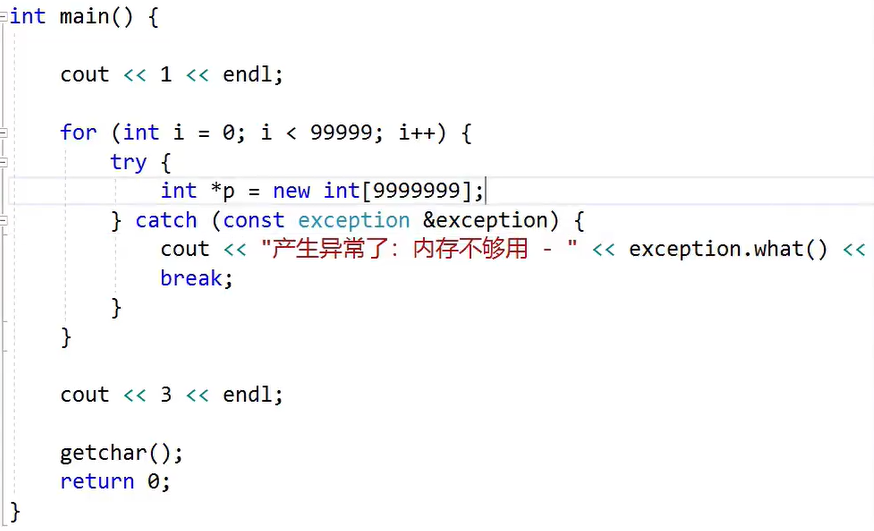 int main() {
cout << 1 << endl;
for (int i = 0; i < 99999; i++) {
try {
int *p = new int[9999999];
} catch (const exception &exception) {
cout << "产生异常了：内存不够用 - " << exception.what() <<
break;
}
}
cout << 3 << endl;
getchar();
return 0;
}